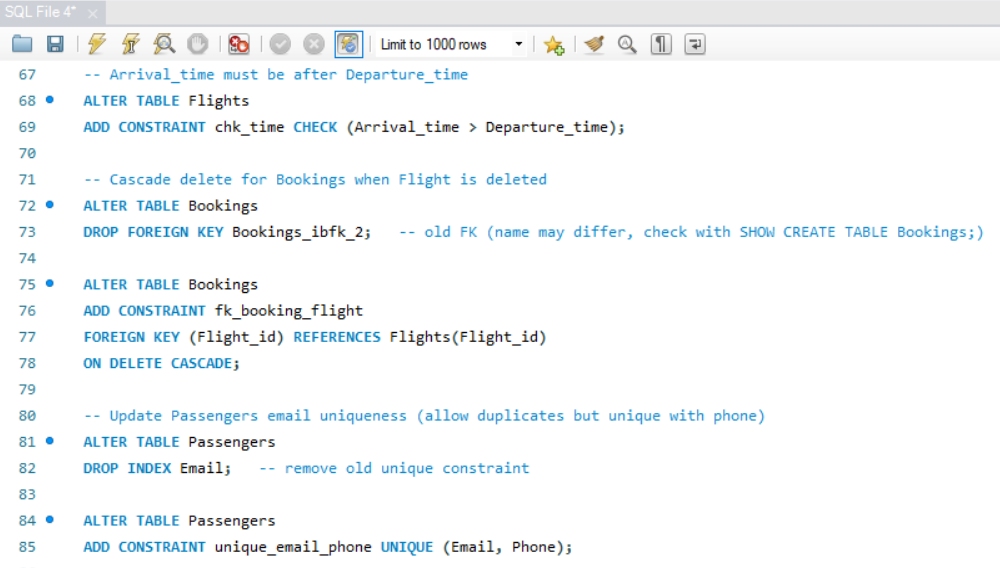 SQL File 4*
Limit to 1000 rows
67 -- Arrival_time must be after Departure_time
68 ALTER TABLE Flights
69 ADD CONSTRAINT chk_time CHECK (Arrival_time > Departure_time);
70
71 -- Cascade delete for Bookings when Flight is deleted
72 ALTER TABLE Bookings
73 DROP FOREIGN KEY Bookings_ibfk_2;   -- old FK (name may differ, check with SHOW CREATE TABLE Bookings;)
74
75 ALTER TABLE Bookings
76 ADD CONSTRAINT fk_booking_flight
77 FOREIGN KEY (Flight_id) REFERENCES Flights(Flight_id)
78 ON DELETE CASCADE;
79
80 -- Update Passengers email uniqueness (allow duplicates but unique with phone)
81 ALTER TABLE Passengers
82 DROP INDEX Email;   -- remove old unique constraint
83
84 ALTER TABLE Passengers
85 ADD CONSTRAINT unique_email_phone UNIQUE (Email, Phone);